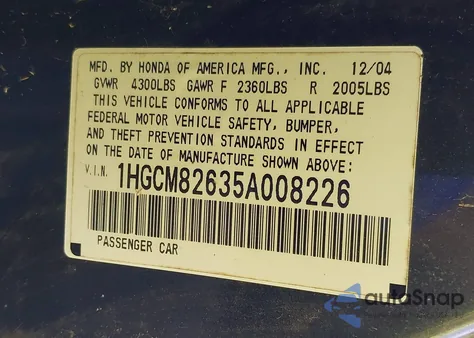 MFD. BY HONDA OF AMERICA MFG., INC. 12/04
GVWR 4300LBS GAWR F 2360LBS R 2005LBS
THIS VEHICLE CONFORMS TO ALL APPLICABLE
FEDERAL MOTOR VEHICLE SAFETY, BUMPER,
AND THEFT PREVENTION STANDARDS IN EFFECT
ON THE DATE OF MANUFACTURE SHOWN ABOVE:
V.I.N. 1HGCM82635A008226
PASSENGER CAR
autoSnap